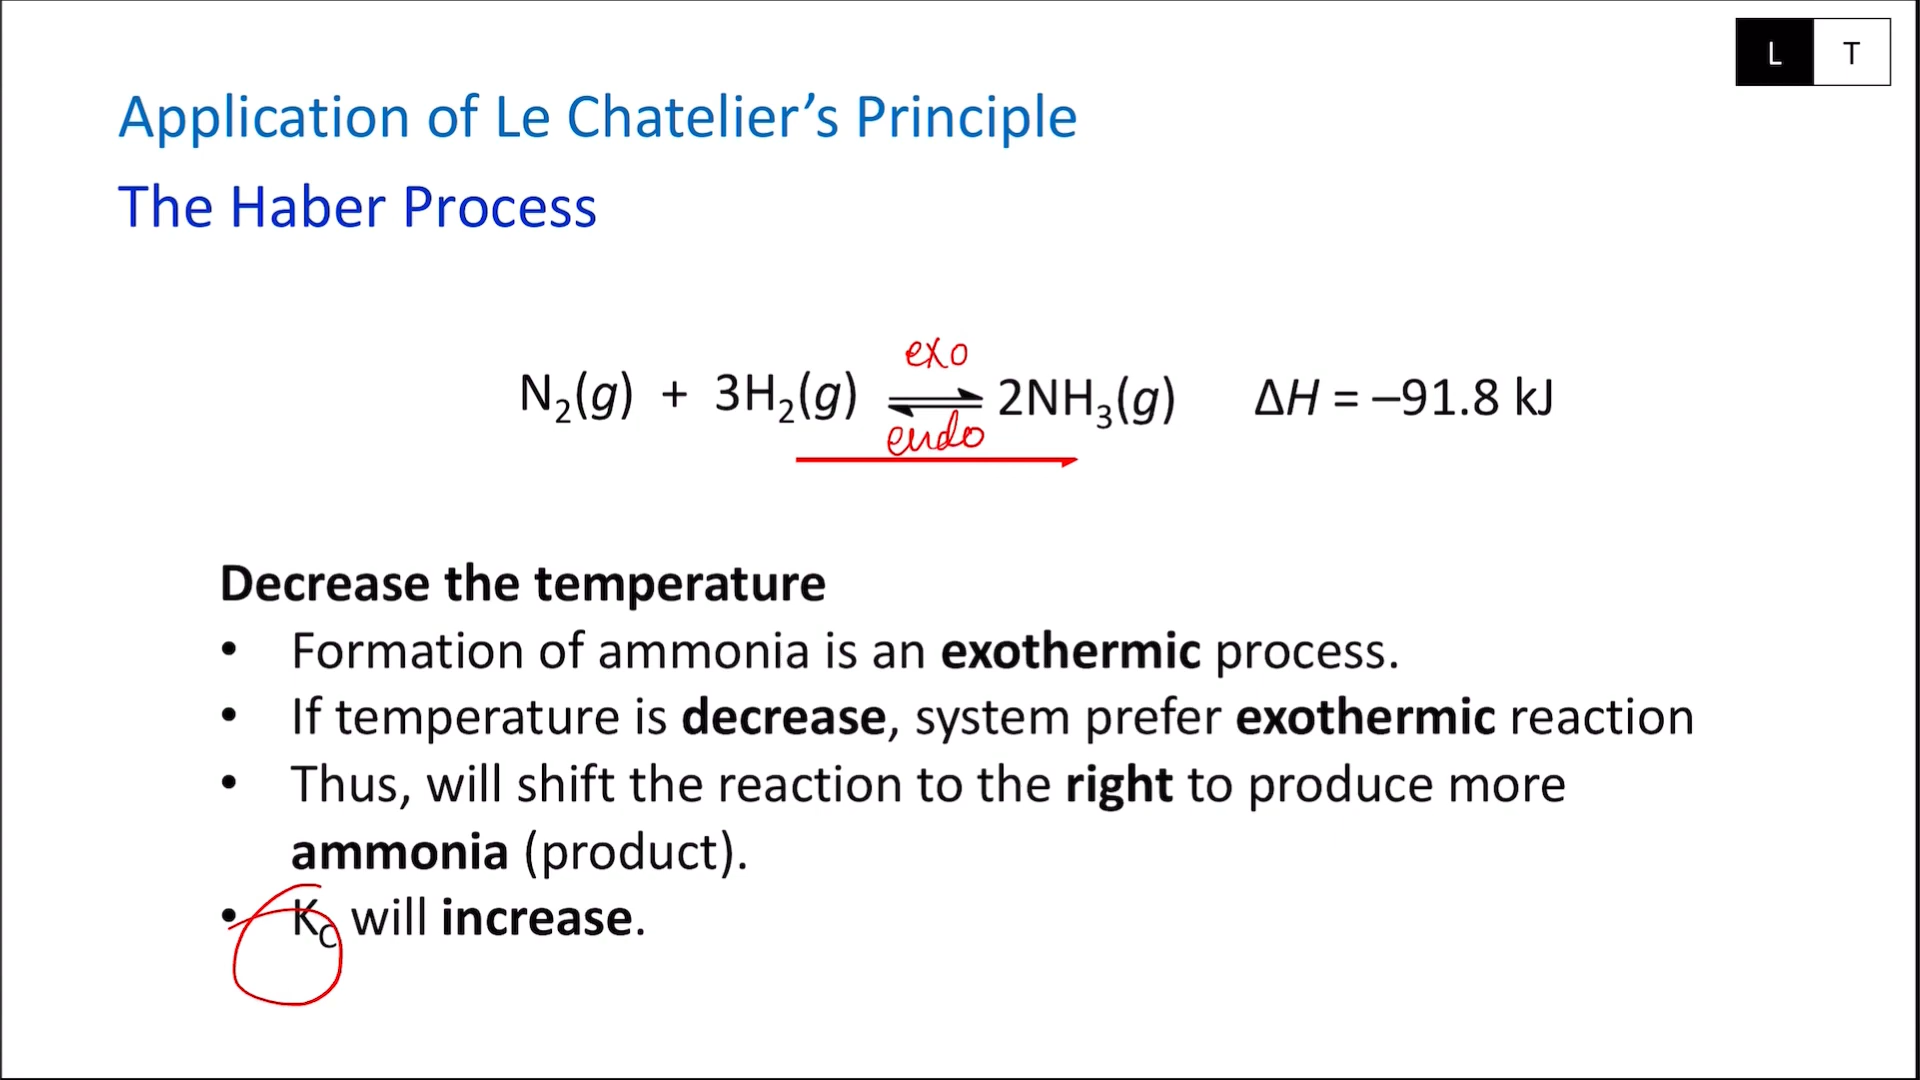 L T
Application of Le Chatelier’s Principle
The Haber Process
exo
N₂(g) + 3H₂(g) ⇌ 2NH₃(g) ΔH = –91.8 kJ
endo
Decrease the temperature
• Formation of ammonia is an exothermic process.
• If temperature is decrease, system prefer exothermic reaction
• Thus, will shift the reaction to the right to produce more
ammonia (product).
• K_C will increase.